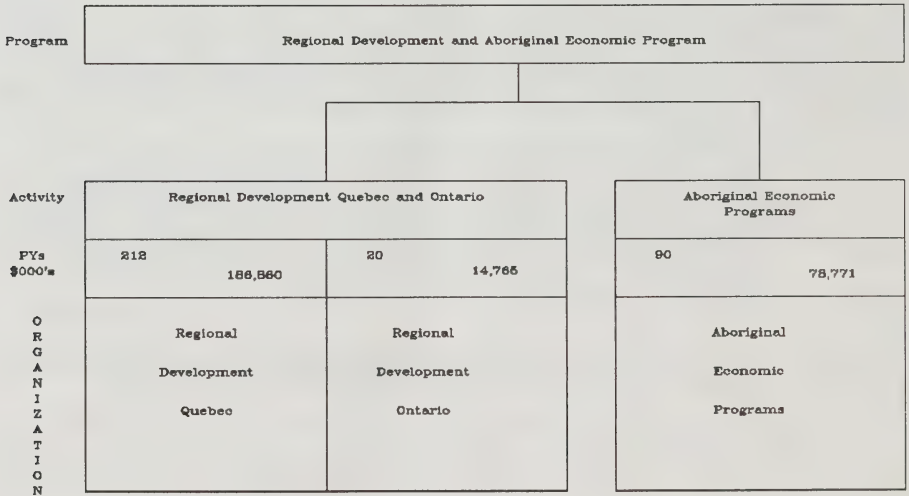 Program
Regional Development and Aboriginal Economic Program
Activity
Regional Development Quebec and Ontario
Aboriginal Economic
Programs
PYs
$000's
212
186,860
20
14,765
90
78,771
O
R
G
A
N
I
Z
A
T
I
O
N
Regional
Development
Quebec
Regional
Development
Ontario
Aboriginal
Economic
Programs